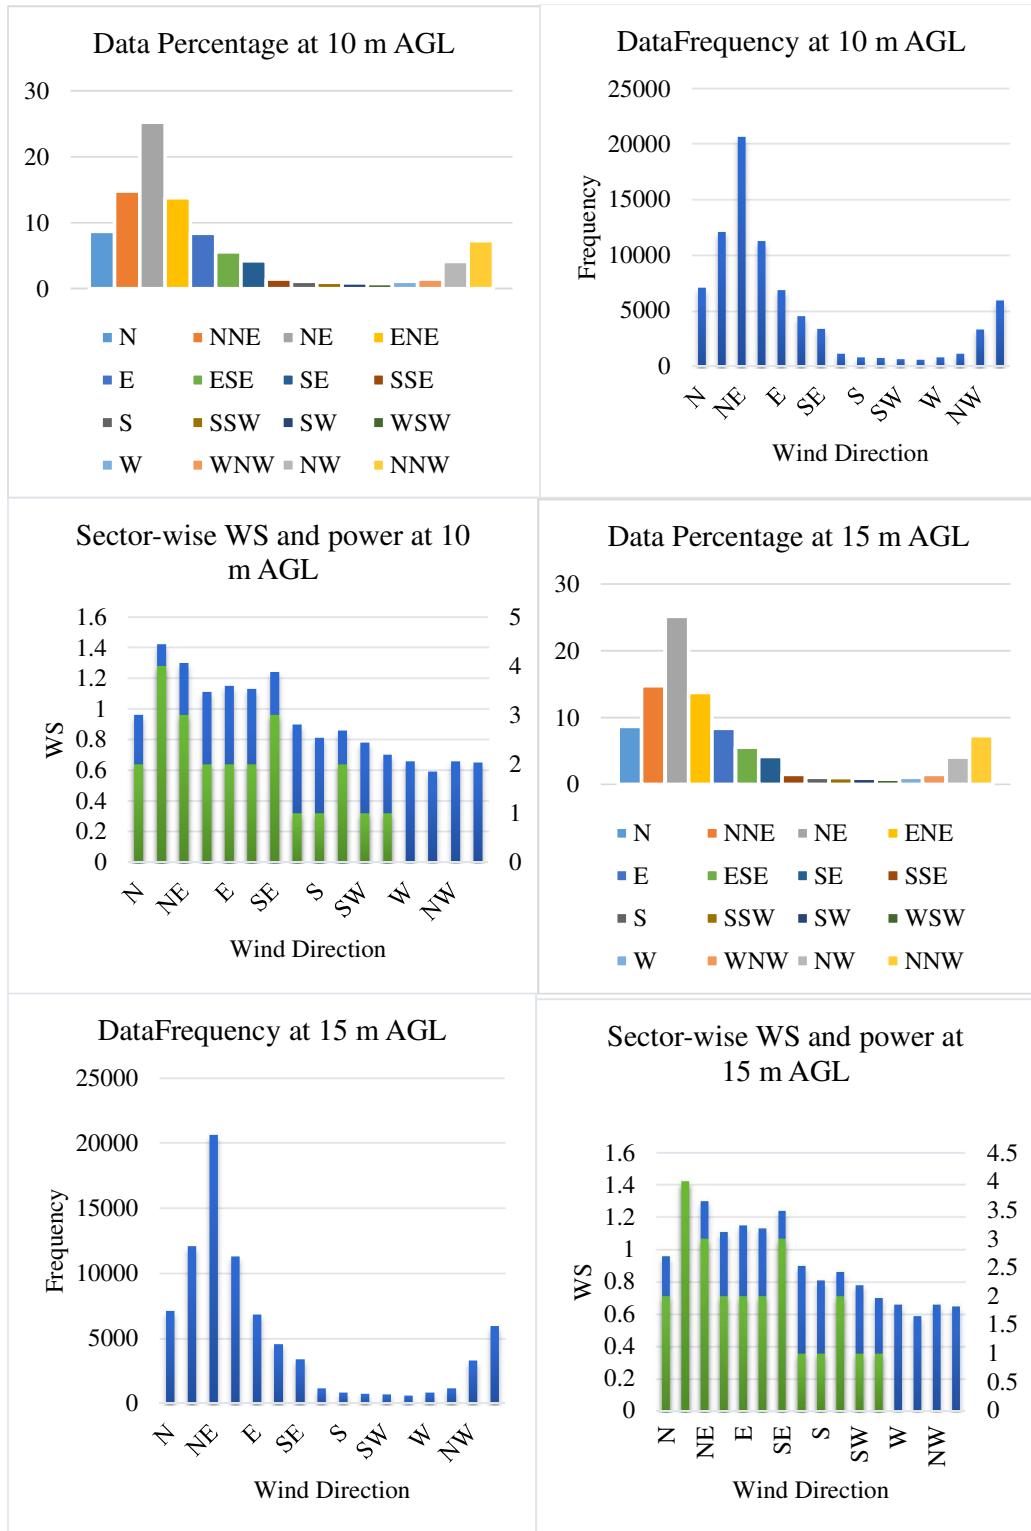 Data Percentage at 10 m AGL
30
20
10
0
N NNE NE ENE
E ESE SE SSE
S SSW SW WSW
W WNW NW NNW
DataFrequency at 10 m AGL
25000
20000
15000
10000
5000
0
Frequency
N NE E SE S SW W NW
Wind Direction
Sector-wise WS and power at 10
m AGL
1.6
1.4
1.2
1
0.8
0.6
0.4
0.2
0
WS
5
4
3
2
1
0
N NE E SE S SW W NW
Wind Direction
Data Percentage at 15 m AGL
30
20
10
0
N NNE NE ENE
E ESE SE SSE
S SSW SW WSW
W WNW NW NNW
DataFrequency at 15 m AGL
25000
20000
15000
10000
5000
0
Frequency
N NE E SE S SW W NW
Wind Direction
Sector-wise WS and power at
15 m AGL
1.6
1.4
1.2
1
0.8
0.6
0.4
0.2
0
WS
4.5
4
3.5
3
2.5
2
1.5
1
0.5
0
N NE E SE S SW W NW
Wind Direction